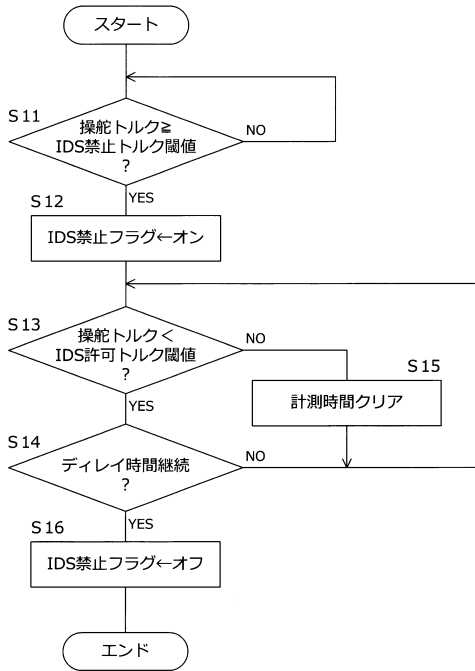 スタート
S11
操舵トルク≧
IDS禁止トルク閾値
?
NO
YES
S12
IDS禁止フラグ←オン
S13
操舵トルク<
IDS許可トルク閾値
?
NO
YES
S15
計測時間クリア
S14
ディレイ時間継続
?
NO
YES
S16
IDS禁止フラグ←オフ
エンド